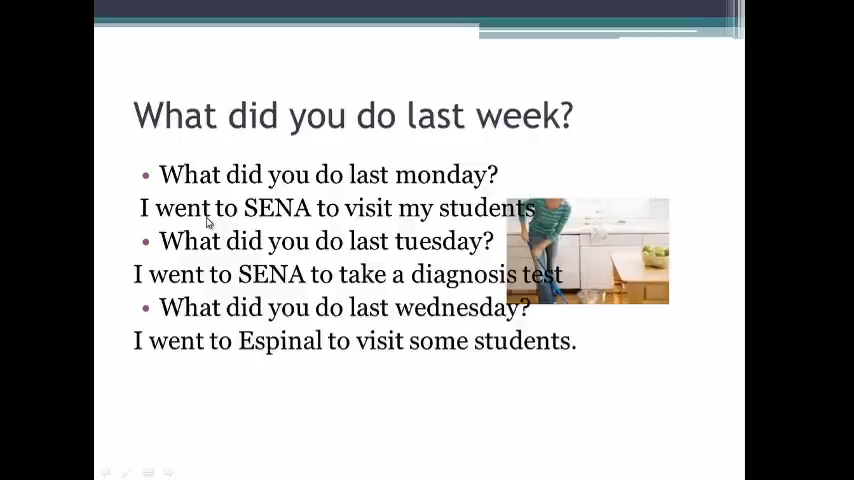 What did you do last week?
• What did you do last monday?
I went to SENA to visit my students
• What did you do last tuesday?
I went to SENA to take a diagnosis test
• What did you do last wednesday?
I went to Espinal to visit some students.